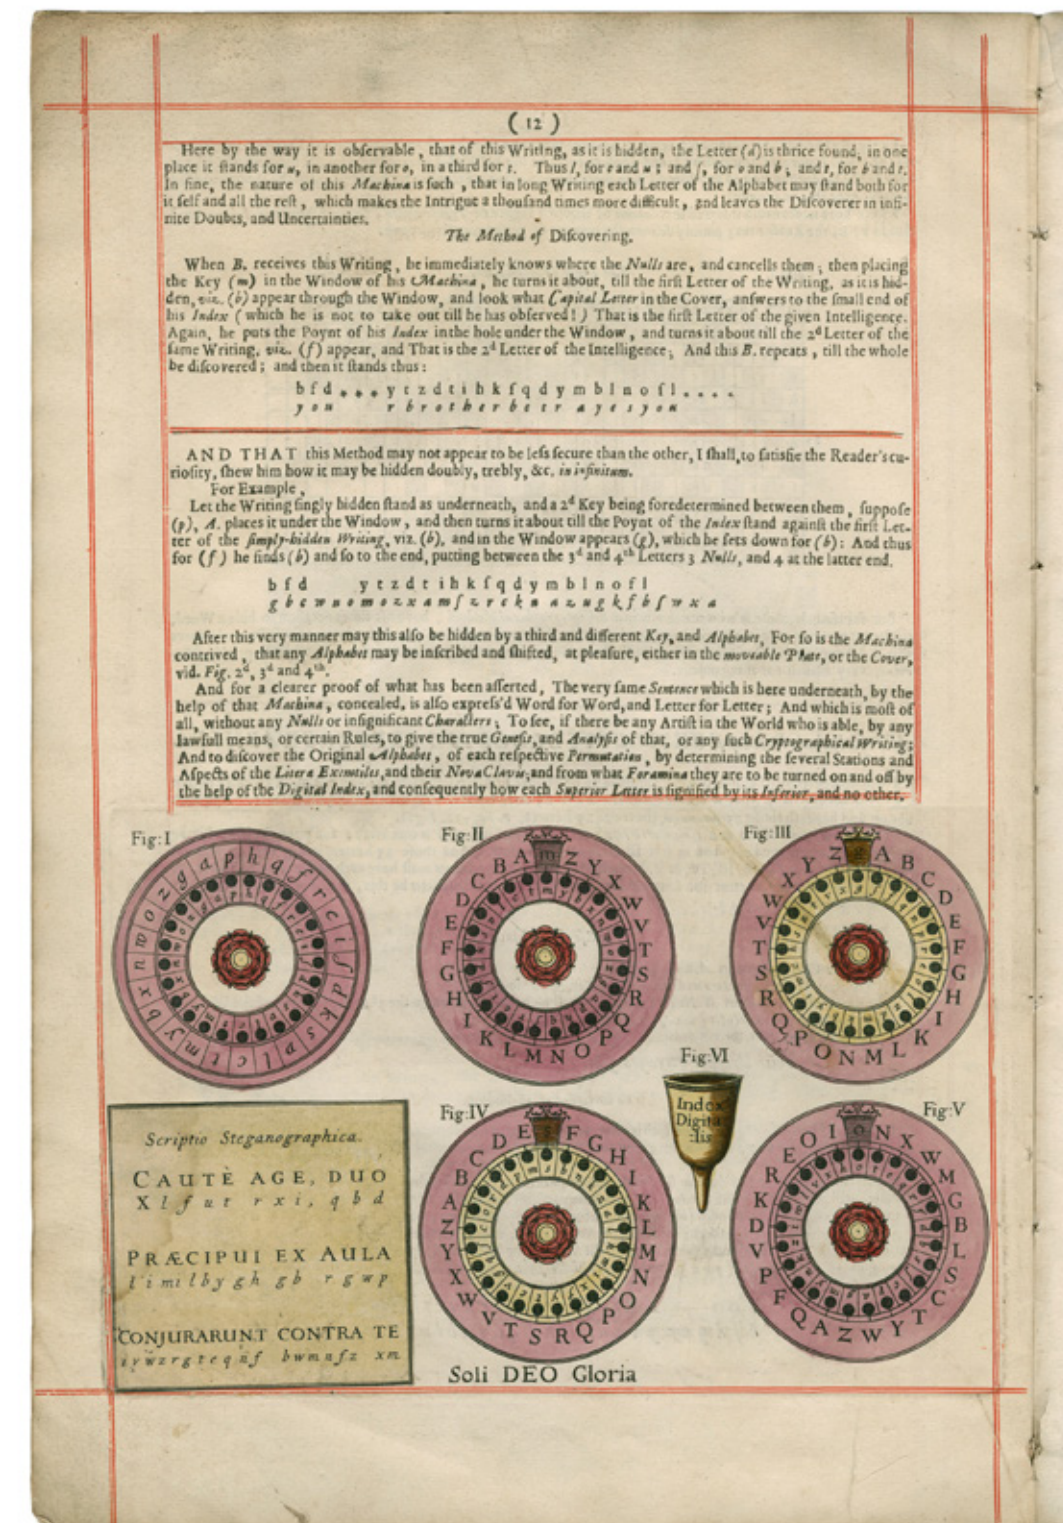 ( 12 )
Here by the way it is obſervable, that of this Writing, as it is hidden, the Letter (d) is thrice found, in one
place it ſtands for u, in another for o, in a third for t. Thus l, for e and u; and ſ, for o and b; and t, for b and t.
In fine, the nature of this Machina is ſuch, that in long Writing each Letter of the Alphabet may ſtand both for
it ſelf and all the reſt, which makes the Intrigue a thouſand times more difficult, and leaves the Diſcoverer in infi-
nite Doubts, and Uncertainties.
The Method of Diſcovering.
When B. receives this Writing, he immediately knows where the Nulls are, and cancells them; then placing
the Key (m) in the Window of his Machina, he turns it about, till the firſt Letter of the Writing, as it is hid-
den, viz. (b) appear through the Window, and look what Capital Letter in the Cover, anſwers to the ſmall end of
his Index (which he is not to take out till he has obſerved!) That is the firſt Letter of the given Intelligence.
Again, he puts the Poynt of his Index in the hole under the Window, and turns it about till the 2d Letter of the
ſame Writing, viz. (f) appear, and That is the 2d Letter of the Intelligence; And this B. repeats, till the whole
be diſcovered; and then it ſtands thus:
b f d . . . y t z d t i h k ſ q d y m b l n o ſ l . . . .
y o u r b r o t h e r b e t r a y e s y o u
AND THAT this Method may not appear to be leſs ſecure than the other, I ſhall, to ſatisfie the Reader's cu-
rioſity, ſhew him how it may be hidden doubly, trebly, &c. in infinitum.
For Example,
Let the Writing ſingly hidden ſtand as underneath, and a 2d Key being foredetermined between them, ſuppoſe
(p), A. places it under the Window, and then turns it about till the Poynt of the Index ſtand againſt the firſt Let-
ter of the ſimply-hidden Writing, viz. (b), and in the Window appears (g), which he ſets down for (b): And thus
for (f) he finds (b) and ſo to the end, putting between the 3d and 4th Letters 3 Nulls, and 4 at the latter end.
b f d y t z d t i h k ſ q d y m b l n o ſ l
g b c w n o m o z x a m ſ z r c k n a z u g k f b ſ w x a
After this very manner may this alſo be hidden by a third and different Key, and Alphabet, For ſo is the Machina
contrived, that any Alphabet may be inſcribed and ſhifted, at pleaſure, either in the moveable Plate, or the Cover,
vid. Fig. 2d, 3d and 4th.
And for a clearer proof of what has been aſſerted, The very ſame Sentence which is here underneath, by the
help of that Machina, concealed, is alſo expreſs'd Word for Word, and Letter for Letter; And which is moſt of
all, without any Nulls or inſignificant Characters; To ſee, if there be any Artiſt in the World who is able, by any
lawfull means, or certain Rules, to give the true Geneſis, and Analyſis of that, or any ſuch Cryptographical Writing;
And to diſcover the Original Alphabets, of each reſpective Permutation, by determining the ſeveral Stations and
Aſpects of the Litera Exemtiles, and their Nova Clavis; and from what Foramina they are to be turned on and off by
the help of the Digital Index, and conſequently how each Superior Letter is ſignified by its Inferior, and no other.
Fig:I
Fig:II
Fig:III
A Z Y X W V T S R Q P O N M L K I H G F E D C B
A B C D E F G H I K L M N O P Q R S T V W X Y Z
Fig:VI
Index
Digita
:lis
Fig:IV
Fig:V
F G H I K L M N O P Q R S T V W X Y Z A B C D E
N X W M G B L S C T Y W Z A Q F P V D K R E O I
Scriptio Steganographica.
CAUTÈ AGE, DUO
X l f u t r x i, q b d
PRÆCIPUI EX AULA
l i m i l b y g h g b r g w p
CONJURARUNT CONTRA TE
i y w z r g t e q n f b w m n f z x m
Soli DEO Gloria